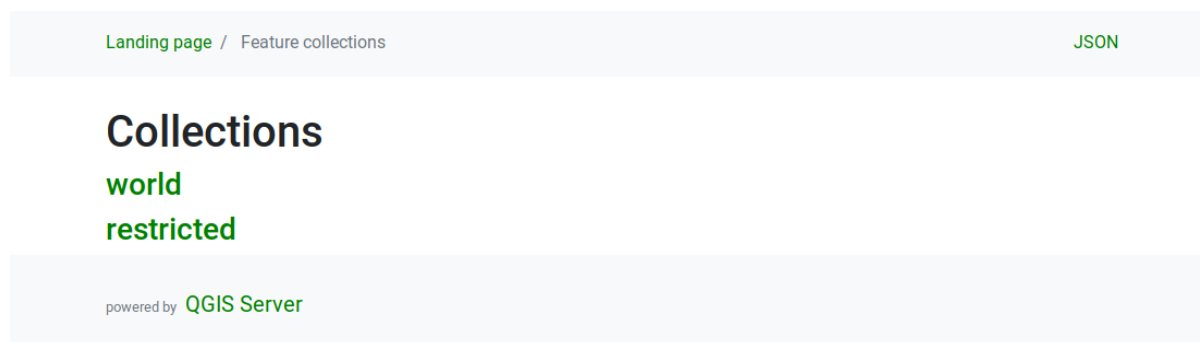 Landing page / Feature collections JSON
Collections
world
restricted
powered by QGIS Server